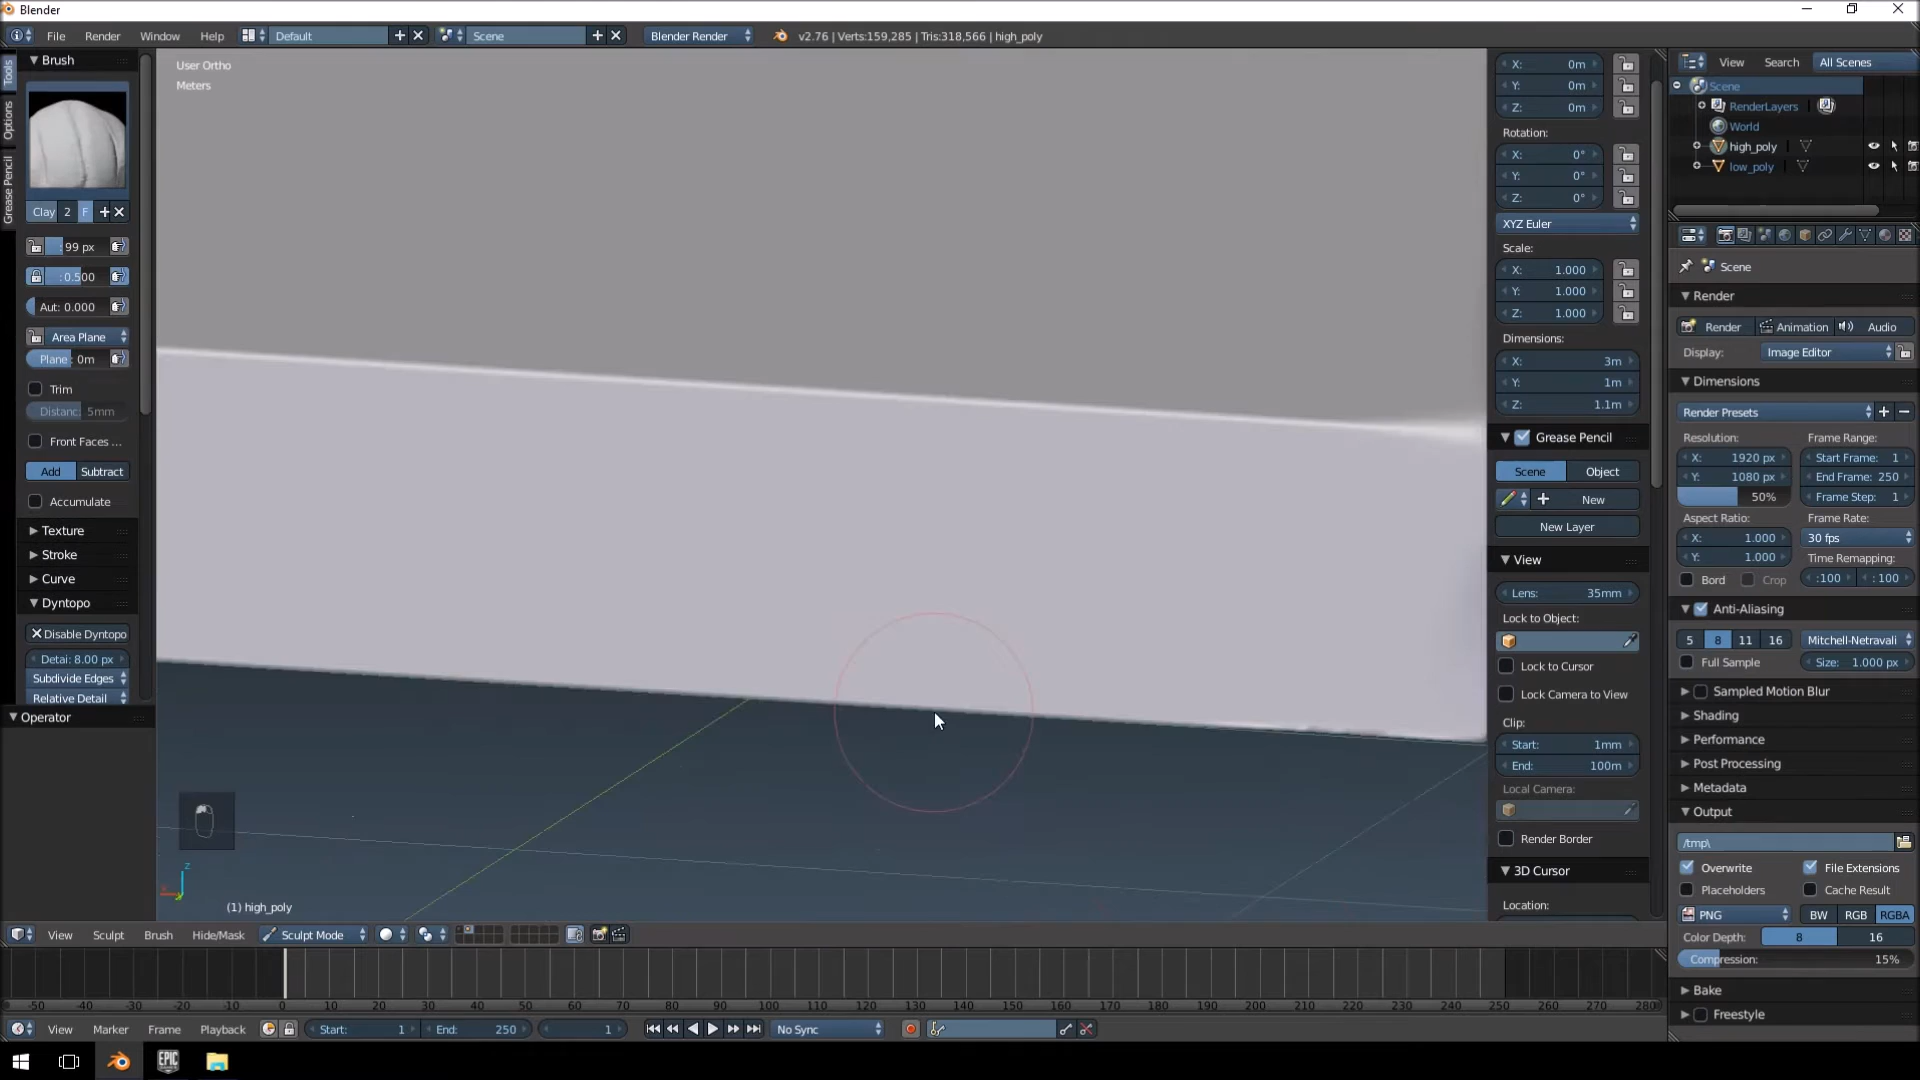 Blender
File Render Window Help Default Scene Blender Render v2.76 | Verts:159,285 | Tris:318,566 | high_poly
Tools
Options
Grease Pencil
Brush
Clay 2 F
: 99 px
: 0.500
Aut: 0.000
Area Plane
Plane : 0m
Trim
Distanc: 5mm
Front Faces ...
Add Subtract
Accumulate
Texture
Stroke
Curve
Dyntopo
Disable Dyntopo
Detai: 8.00 px
Subdivide Edges
Relative Detail
Operator
User Ortho
Meters
(1) high_poly
X: 0m
Y: 0m
Z: 0m
Rotation:
X: 0°
Y: 0°
Z: 0°
XYZ Euler
Scale:
X: 1.000
Y: 1.000
Z: 1.000
Dimensions:
X: 3m
Y: 1m
Z: 1.1m
Grease Pencil
Scene Object
New
New Layer
View
Lens: 35mm
Lock to Object:
Lock to Cursor
Lock Camera to View
Clip:
Start: 1mm
End: 100m
Local Camera:
Render Border
3D Cursor
Location:
View Search All Scenes
Scene
RenderLayers
World
high_poly
low_poly
Scene
Render
Render Animation Audio
Display: Image Editor
Dimensions
Render Presets
Resolution: Frame Range:
X: 1920 px Start Frame: 1
Y: 1080 px End Frame: 250
50% Frame Step: 1
Aspect Ratio: Frame Rate:
X: 1.000 30 fps
Y: 1.000 Time Remapping:
Bord Crop :100 : 100
Anti-Aliasing
5 8 11 16 Mitchell-Netravali
Full Sample Size: 1.000 px
Sampled Motion Blur
Shading
Performance
Post Processing
Metadata
Output
/tmp\
Overwrite File Extensions
Placeholders Cache Result
PNG BW RGB RGBA
Color Depth: 8 16
Compression: 15%
Bake
Freestyle
View Sculpt Brush Hide/Mask Sculpt Mode
-50 -40 -30 -20 -10 0 10 20 30 40 50 60 70 80 90 100 110 120 130 140 150 160 170 180 190 200 210 220 230 240 250 260 270 280
View Marker Frame Playback Start: 1 End: 250 1 No Sync
EPIC